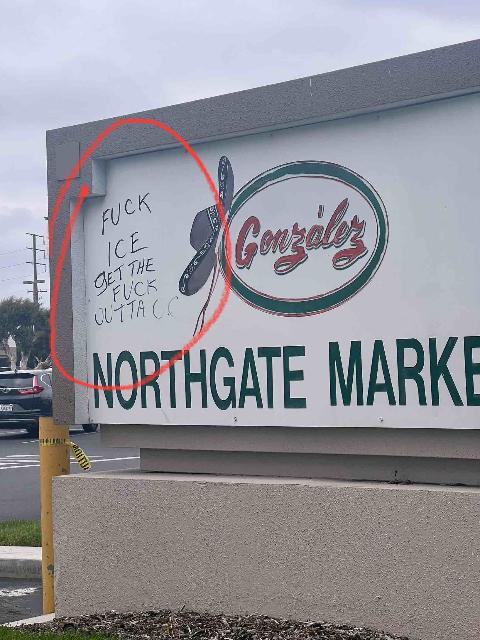 FUCK
ICE
GET THE
FUCK
OUTTA CC
González
NORTHGATE MARKE